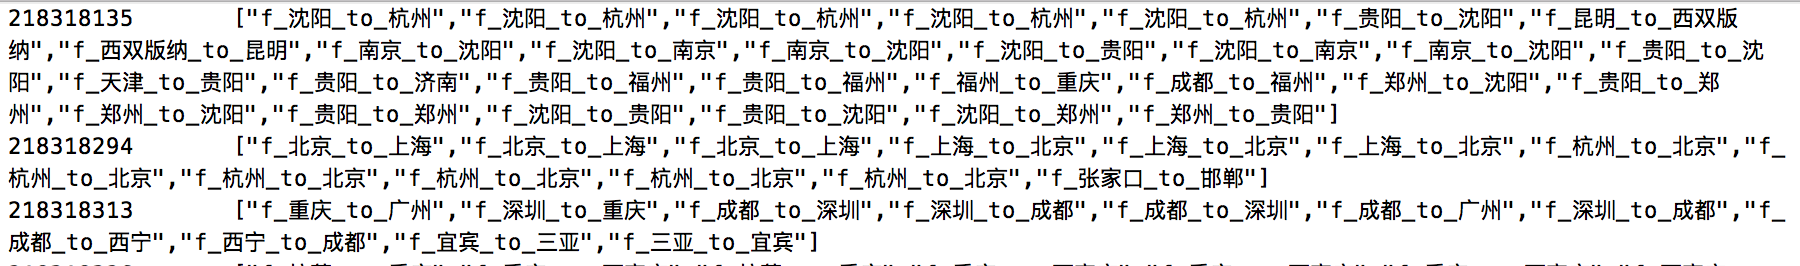 218318135 ["f_沈阳_to_杭州","f_沈阳_to_杭州","f_沈阳_to_杭州","f_沈阳_to_杭州","f_沈阳_to_杭州","f_贵阳_to_沈阳","f_昆明_to_西双版
纳","f_西双版纳_to_昆明","f_南京_to_沈阳","f_沈阳_to_南京","f_南京_to_沈阳","f_沈阳_to_贵阳","f_沈阳_to_南京","f_南京_to_沈阳","f_贵阳_to_沈
阳","f_天津_to_贵阳","f_贵阳_to_济南","f_贵阳_to_福州","f_贵阳_to_福州","f_福州_to_重庆","f_成都_to_福州","f_郑州_to_沈阳","f_贵阳_to_郑
州","f_郑州_to_沈阳","f_贵阳_to_郑州","f_沈阳_to_贵阳","f_贵阳_to_沈阳","f_沈阳_to_郑州","f_郑州_to_贵阳"]
218318294 ["f_北京_to_上海","f_北京_to_上海","f_北京_to_上海","f_上海_to_北京","f_上海_to_北京","f_上海_to_北京","f_杭州_to_北京","f_
杭州_to_北京","f_杭州_to_北京","f_杭州_to_北京","f_杭州_to_北京","f_杭州_to_北京","f_张家口_to_邯郸"]
218318313 ["f_重庆_to_广州","f_深圳_to_重庆","f_成都_to_深圳","f_深圳_to_成都","f_成都_to_深圳","f_成都_to_广州","f_深圳_to_成都","f_
成都_to_西宁","f_西宁_to_成都","f_宜宾_to_三亚","f_三亚_to_宜宾"]